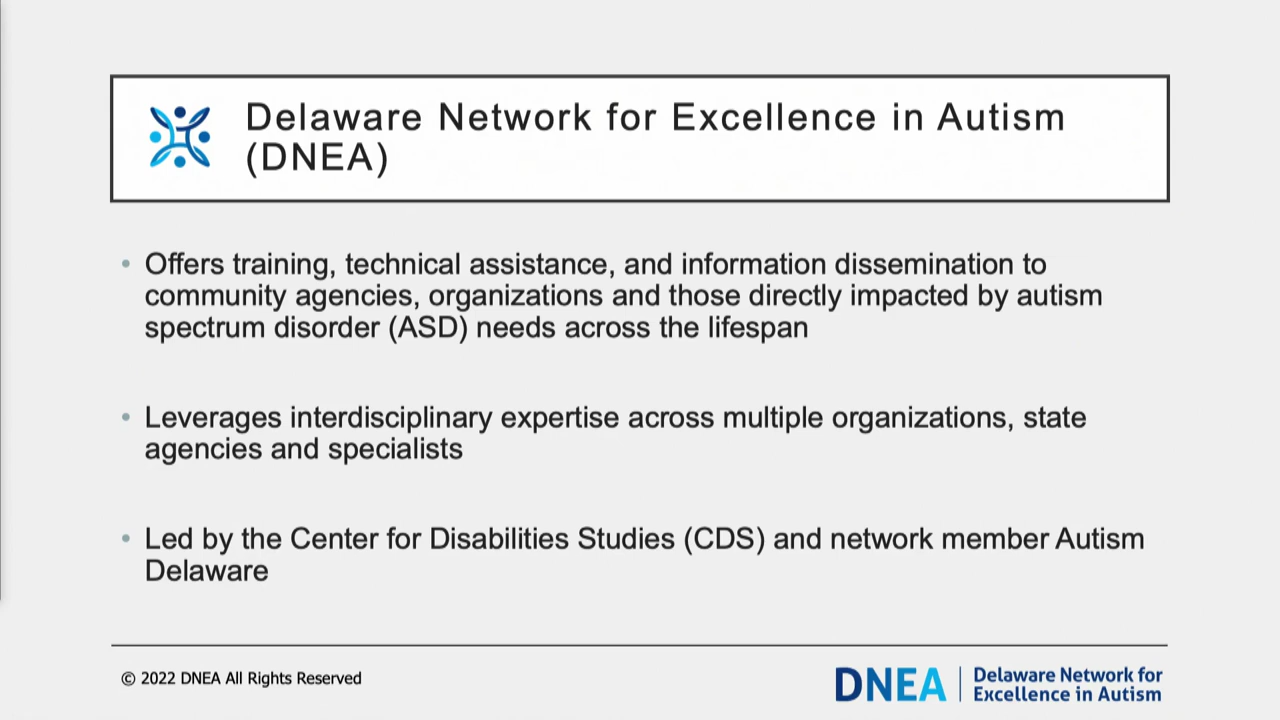 Delaware Network for Excellence in Autism
(DNEA)
• Offers training, technical assistance, and information dissemination to
community agencies, organizations and those directly impacted by autism
spectrum disorder (ASD) needs across the lifespan
• Leverages interdisciplinary expertise across multiple organizations, state
agencies and specialists
• Led by the Center for Disabilities Studies (CDS) and network member Autism
Delaware
© 2022 DNEA All Rights Reserved
DNEA
Delaware Network for
Excellence in Autism